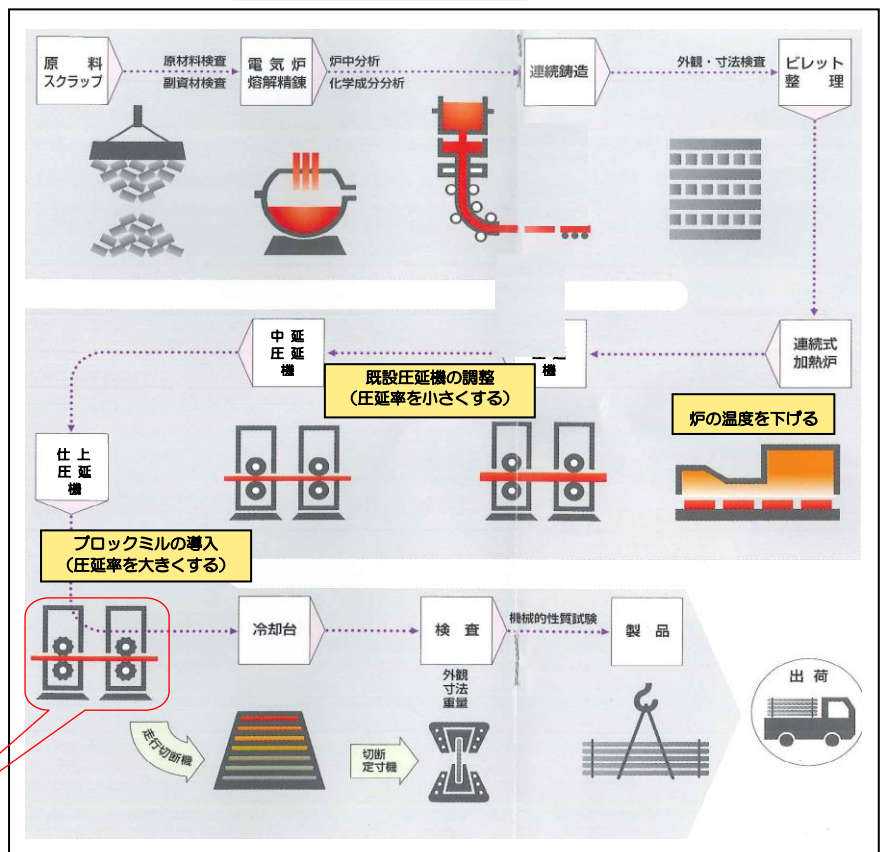 原 料
スクラップ
原材料検査
副資材検査
電 気 炉
熔解精錬
炉中分析
化学成分分析
連続鋳造
外観・寸法検査
ビレット
整 理
連続式
加熱炉
炉の温度を下げる
機
既設圧延機の調整
(圧延率を小さくする)
中 延
圧 延
機
仕 上
圧 延
機
ブロックミルの導入
(圧延率を大きくする)
走行切断機
冷却台
切断
定寸機
検 査
外観
寸法
重量
機械的性質試験
製 品
出 荷